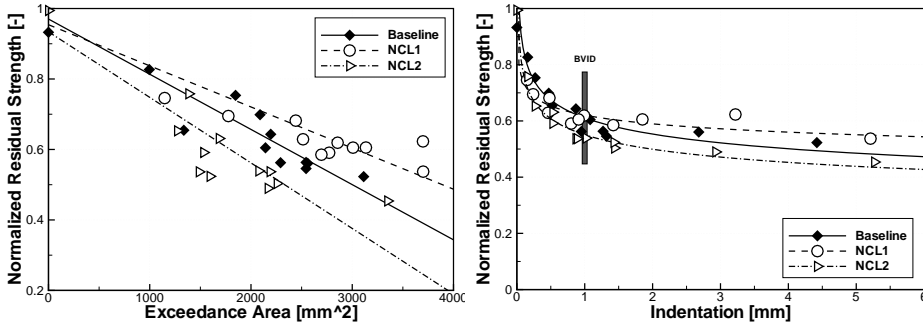 Normalized Residual Strength [-]
1
0.8
0.6
0.4
0.2
0
1000
2000
3000
4000
Exceedance Area [mm^2]
Baseline
NCL1
NCL2
Normalized Residual Strength [-]
1
0.8
0.6
0.4
0.2
0
0
1
2
3
4
5
6
Indentation [mm]
BVID
Baseline
NCL1
NCL2